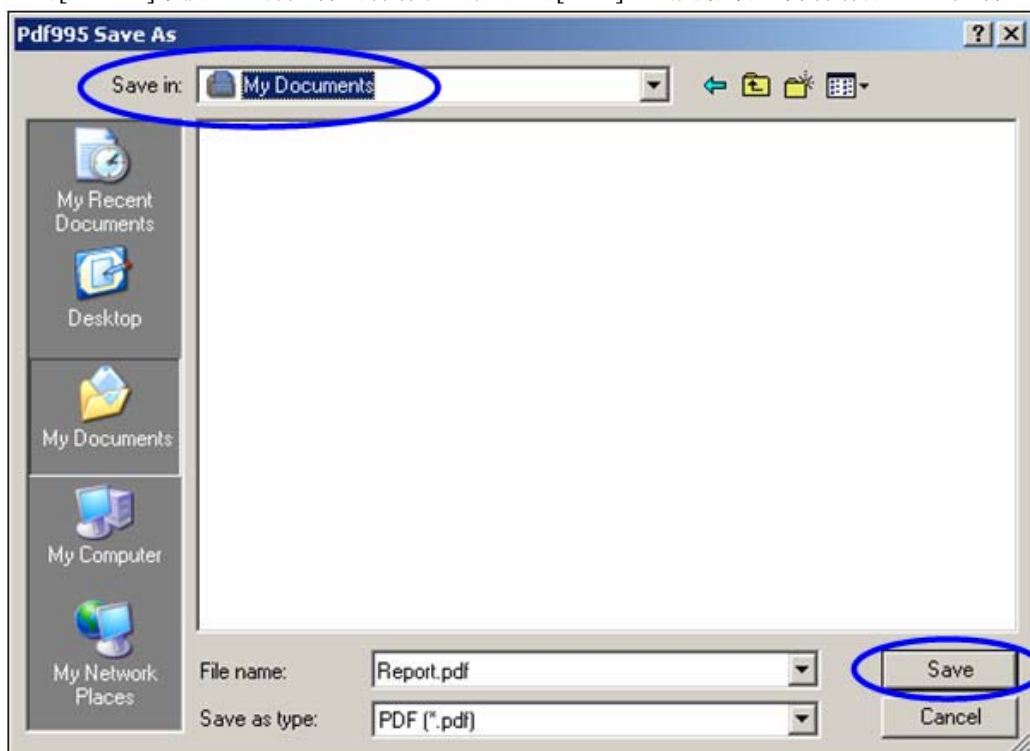 Pdf995 Save As
Save in: My Documents
My Recent
Documents
Desktop
My Documents
My Computer
My Network
Places
File name: Report.pdf
Save
Save as type: PDF (*.pdf)
Cancel